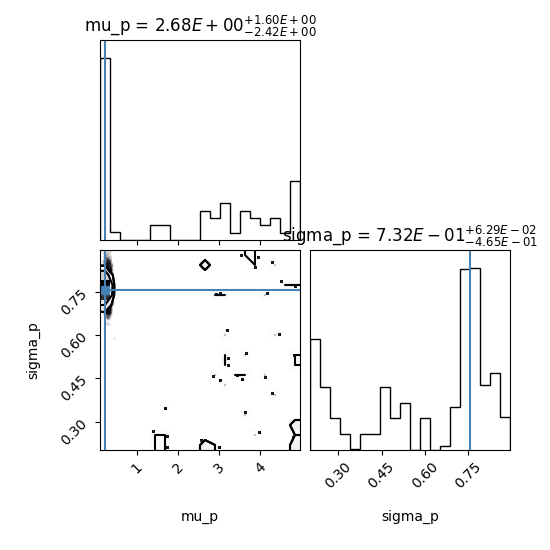 mu_p = 2.68E+00+1.60E+00−2.42E+00
sigma_p = 7.32E−01+6.29E−02−4.65E−01
0.75
0.60
0.45
0.30
sigma_p
1 2 3 4
0.30 0.45 0.60 0.75
mu_p
sigma_p